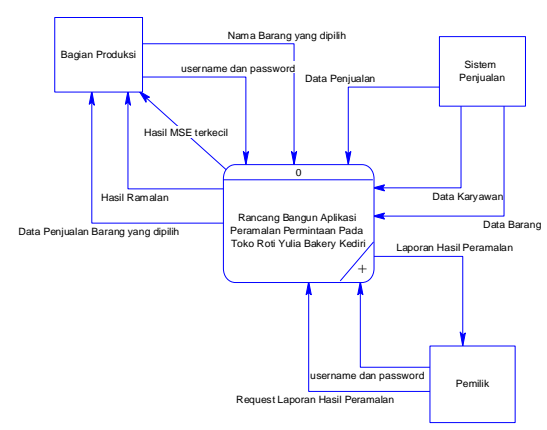 Nama Barang yang dipilih
Bagian Produksi
username dan password
Data Penjualan
Sistem
Penjualan
Hasil MSE terkecil
0
Hasil Ramalan
Data Karyawan
Rancang Bangun Aplikasi
Peramalan Permintaan Pada
Toko Roti Yulia Bakery Kediri
Data Penjualan Barang yang dipilih
Data Barang
Laporan Hasil Peramalan
+
username dan password
Pemilik
Request Laporan Hasil Peramalan